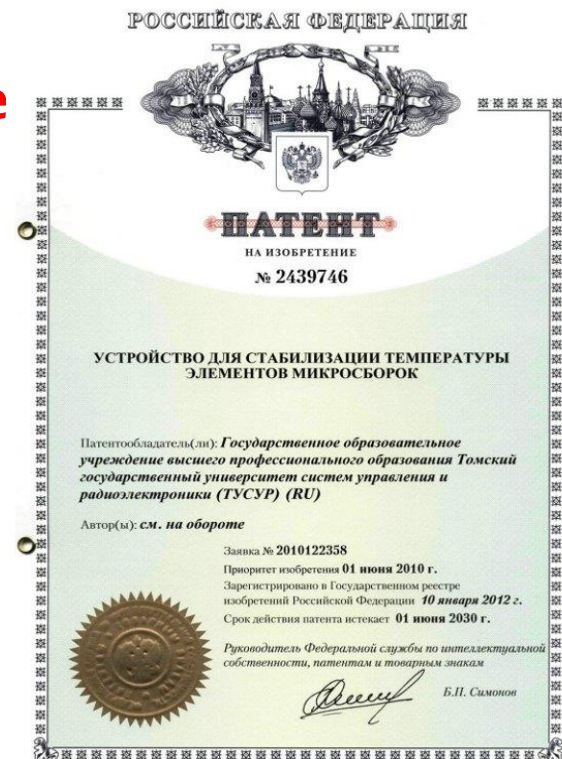 РОССИЙСКАЯ ФЕДЕРАЦИЯ
е
ПАТЕНТ
НА ИЗОБРЕТЕНИЕ
№ 2439746
УСТРОЙСТВО ДЛЯ СТАБИЛИЗАЦИИ ТЕМПЕРАТУРЫ
ЭЛЕМЕНТОВ МИКРОСБОРОК
Патентообладатель(ли): Государственное образовательное
учреждение высшего профессионального образования Томский
государственный университет систем управления и
радиоэлектроники (ТУСУР) (RU)
Автор(ы): см. на обороте
Заявка № 2010122358
Приоритет изобретения 01 июня 2010 г.
Зарегистрировано в Государственном реестре
изобретений Российской Федерации 10 января 2012 г.
Срок действия патента истекает 01 июня 2030 г.
Руководитель Федеральной службы по интеллектуальной
собственности, патентам и товарным знакам
Б.П. Симонов